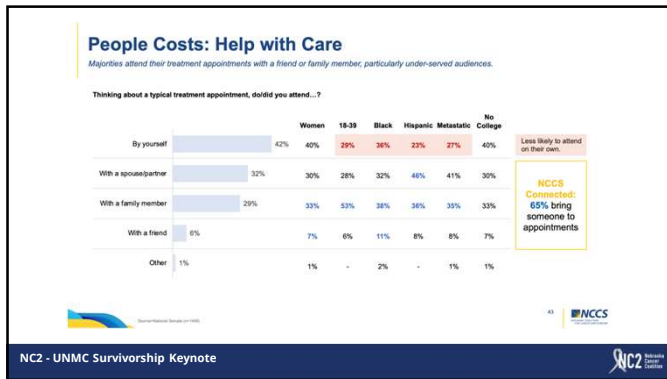 People Costs: Help with Care
Majorities attend their treatment appointments with a friend or family member, particularly under-served audiences.
Thinking about a typical treatment appointment, do/did you attend…?
Women 18-39 Black Hispanic Metastatic No College
By yourself 42% 40% 29% 36% 23% 27% 40%
With a spouse/partner 32% 30% 28% 32% 46% 41% 30%
With a family member 29% 33% 53% 38% 36% 35% 33%
With a friend 6% 7% 6% 11% 8% 8% 7%
Other 1% 1% - 2% - 1% 1%
Less likely to attend
on their own.
NCCS
Connected:
65% bring
someone to
appointments
43
NCCS
NC2 - UNMC Survivorship Keynote
NC2 Nebraska
Cancer
Coalition